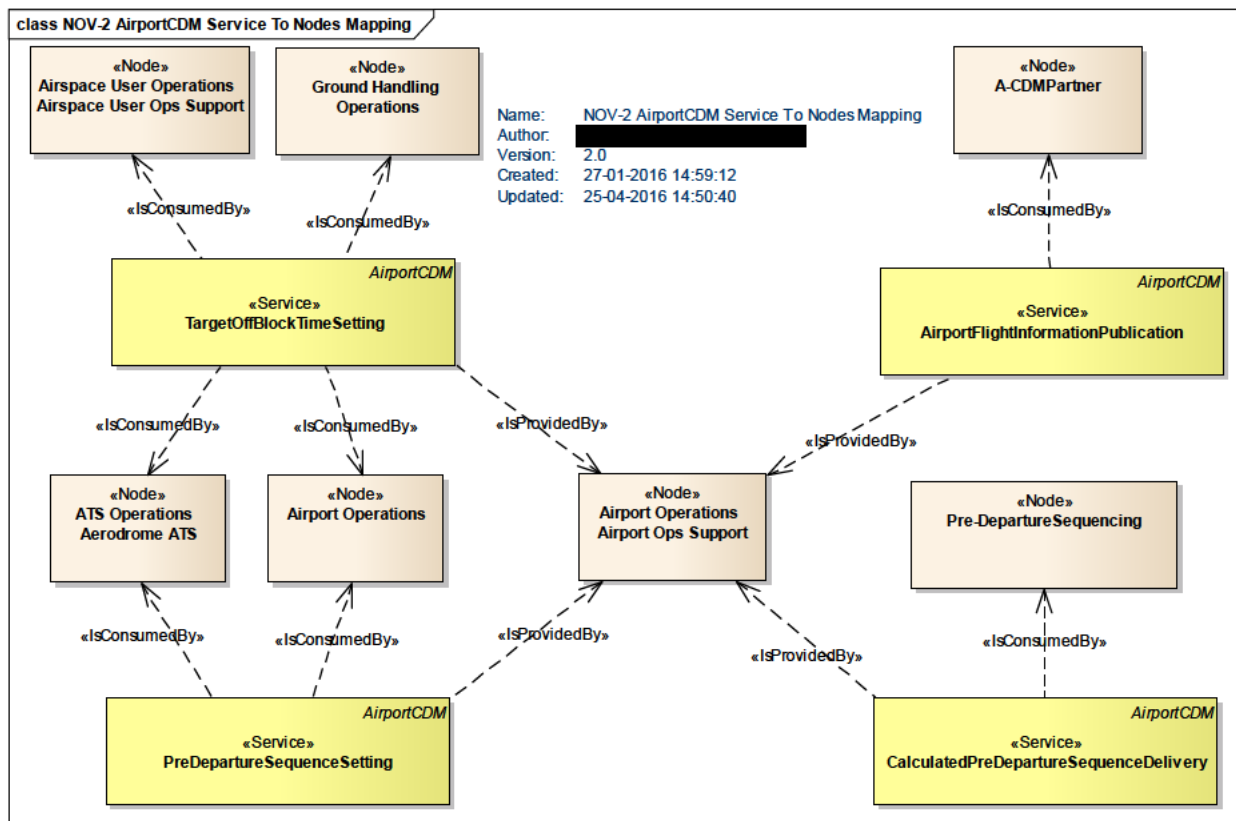 class NOV-2 AirportCDM Service To Nodes Mapping
«Node»
Airspace User Operations
Airspace User Ops Support
«Node»
Ground Handling
Operations
«Node»
A-CDMPartner
Name: NOV-2 AirportCDM Service To Nodes Mapping
Author:
Version: 2.0
Created: 27-01-2016 14:59:12
Updated: 25-04-2016 14:50:40
«IsConsumedBy»
«IsConsumedBy»
«IsConsumedBy»
AirportCDM
«Service»
TargetOffBlockTimeSetting
AirportCDM
«Service»
AirportFlightInformationPublication
«IsConsumedBy»
«IsConsumedBy»
«IsProvidedBy»
«IsProvidedBy»
«Node»
ATS Operations
Aerodrome ATS
«Node»
Airport Operations
«Node»
Airport Operations
Airport Ops Support
«Node»
Pre-DepartureSequencing
«IsConsumedBy»
«IsConsumedBy»
«IsProvidedBy»
«IsProvidedBy»
«IsConsumedBy»
AirportCDM
«Service»
PreDepartureSequenceSetting
AirportCDM
«Service»
CalculatedPreDepartureSequenceDelivery